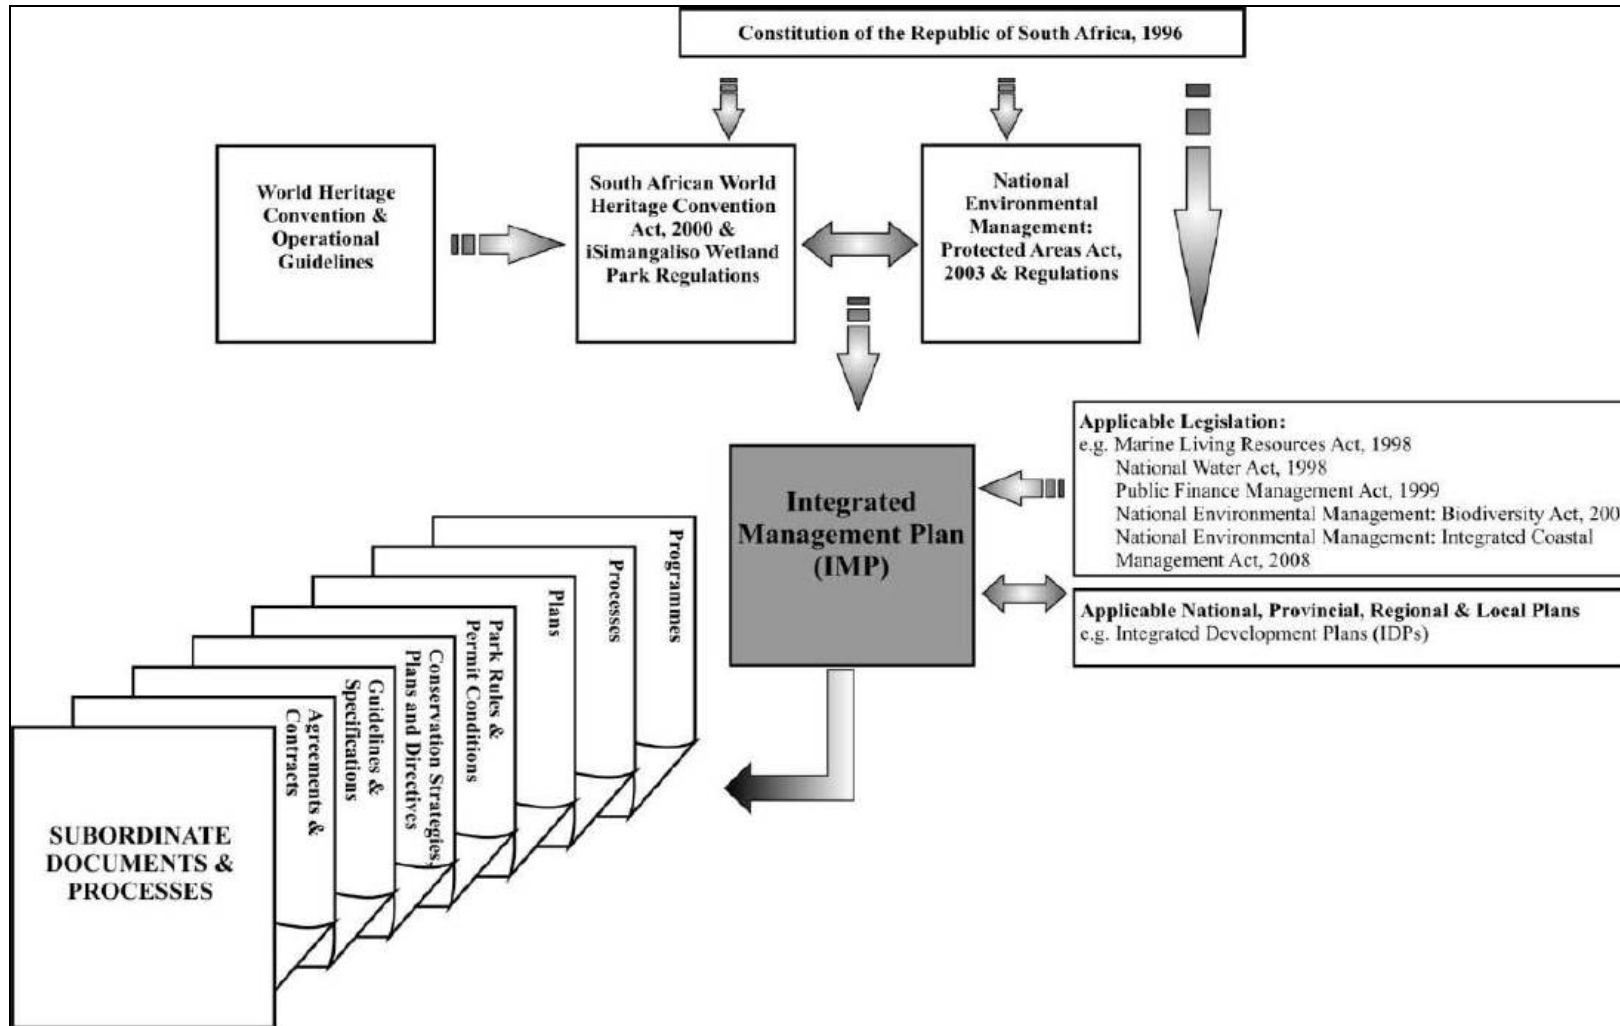 Constitution of the Republic of South Africa, 1996
World Heritage
Convention &
Operational
Guidelines
South African World
Heritage Convention
Act, 2000 &
iSimangaliso Wetland
Park Regulations
National
Environmental
Management:
Protected Areas Act,
2003 & Regulations
Applicable Legislation:
e.g. Marine Living Resources Act, 1998
National Water Act, 1998
Public Finance Management Act, 1999
National Environmental Management: Biodiversity Act, 200
National Environmental Management: Integrated Coastal
Management Act, 2008
Integrated
Management Plan
(IMP)
Applicable National, Provincial, Regional & Local Plans
e.g. Integrated Development Plans (IDPs)
Programmes
Processes
Plans
Park Rules &
Permit Conditions
Conservation Strategies,
Plans and Directives
Guidelines &
Specifications
Agreements &
Contracts
SUBORDINATE
DOCUMENTS &
PROCESSES